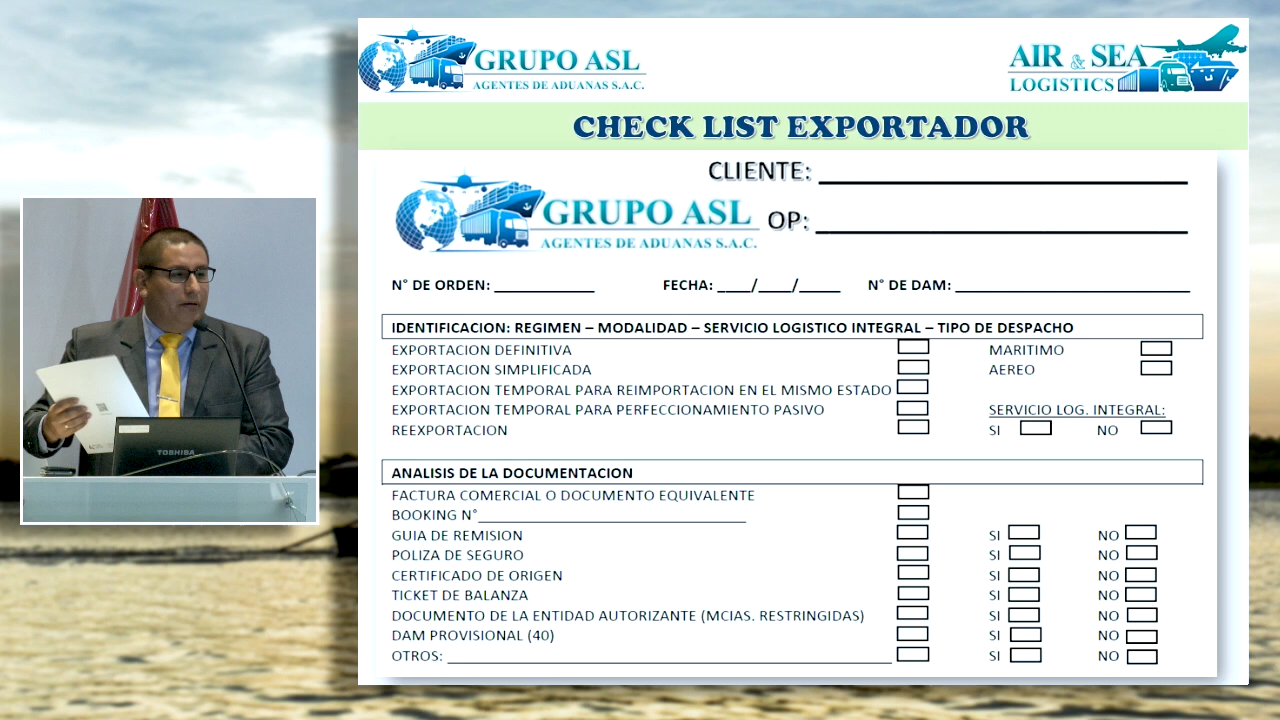 GRUPO ASL
AGENTES DE ADUANAS S.A.C.
AIR & SEA
LOGISTICS
CHECK LIST EXPORTADOR
CLIENTE:
GRUPO ASL
AGENTES DE ADUANAS S.A.C.
OP:
N° DE ORDEN: FECHA: / / N° DE DAM:
IDENTIFICACION: REGIMEN – MODALIDAD – SERVICIO LOGISTICO INTEGRAL – TIPO DE DESPACHO
EXPORTACION DEFINITIVA MARITIMO
EXPORTACION SIMPLIFICADA AEREO
EXPORTACION TEMPORAL PARA REIMPORTACION EN EL MISMO ESTADO
EXPORTACION TEMPORAL PARA PERFECCIONAMIENTO PASIVO SERVICIO LOG. INTEGRAL:
REEXPORTACION SI NO
ANALISIS DE LA DOCUMENTACION
FACTURA COMERCIAL O DOCUMENTO EQUIVALENTE
BOOKING N°
GUIA DE REMISION SI NO
POLIZA DE SEGURO SI NO
CERTIFICADO DE ORIGEN SI NO
TICKET DE BALANZA SI NO
DOCUMENTO DE LA ENTIDAD AUTORIZANTE (MCIAS. RESTRINGIDAS) SI NO
DAM PROVISIONAL (40) SI NO
OTROS: SI NO
TOSHIBA